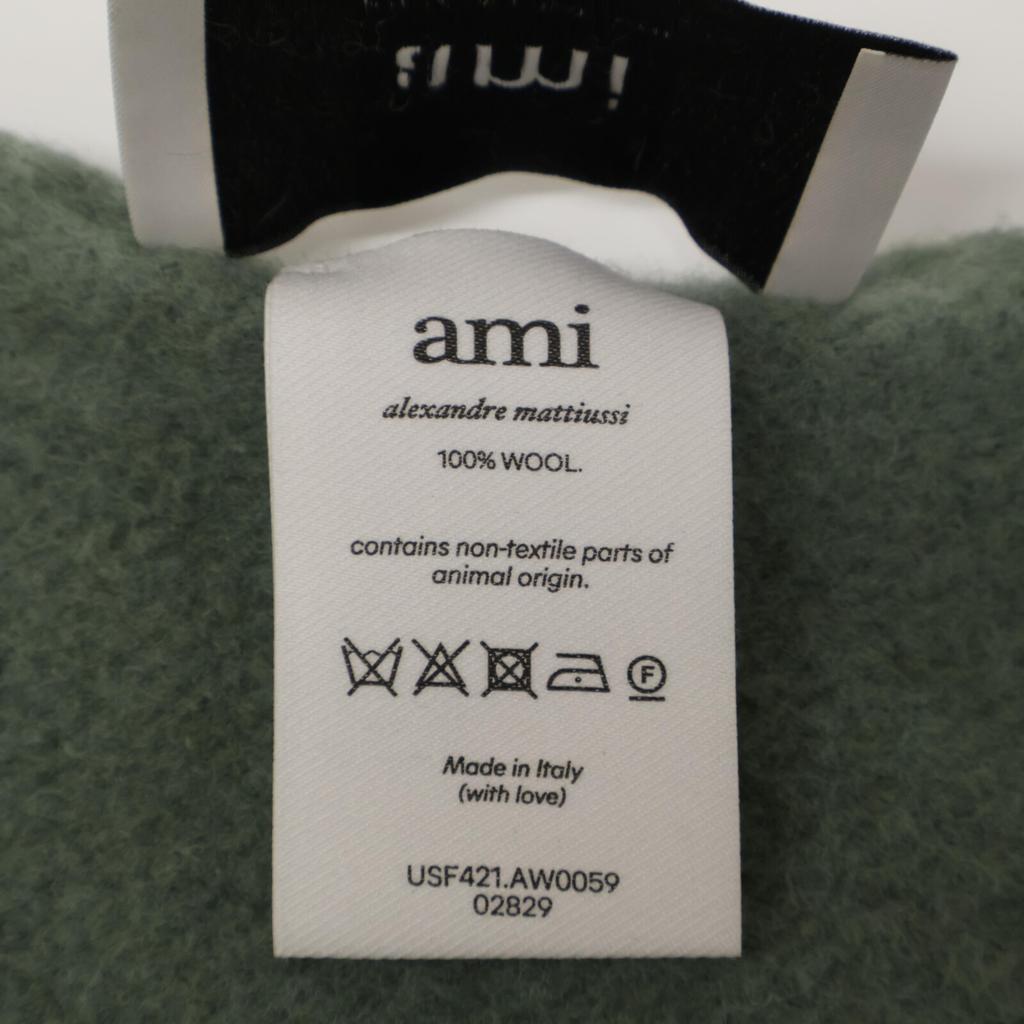 ami
ami
alexandre mattiussi
100% WOOL.
contains non-textile parts of
animal origin.
F
Made in Italy
(with love)
USF421.AW0059
02829